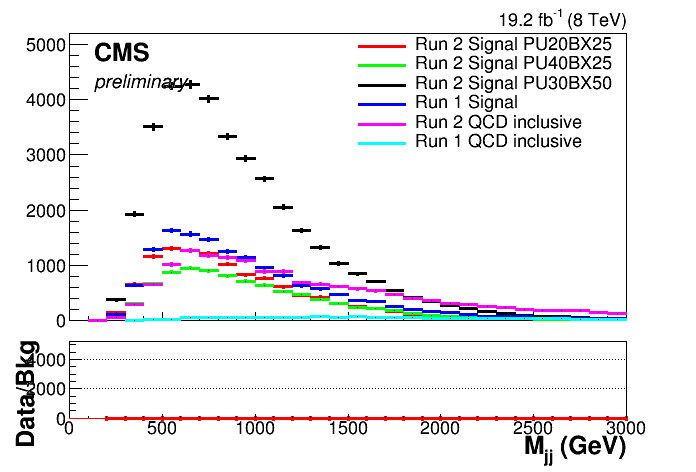 19.2 fb-1 (8 TeV)
CMS
preliminary
Run 2 Signal PU20BX25
Run 2 Signal PU40BX25
Run 2 Signal PU30BX50
Run 1 Signal
Run 2 QCD inclusive
Run 1 QCD inclusive
5000
4000
3000
2000
1000
0
Data/Bkg
4000
2000
0
0 500 1000 1500 2000 2500 3000
Mjj (GeV)